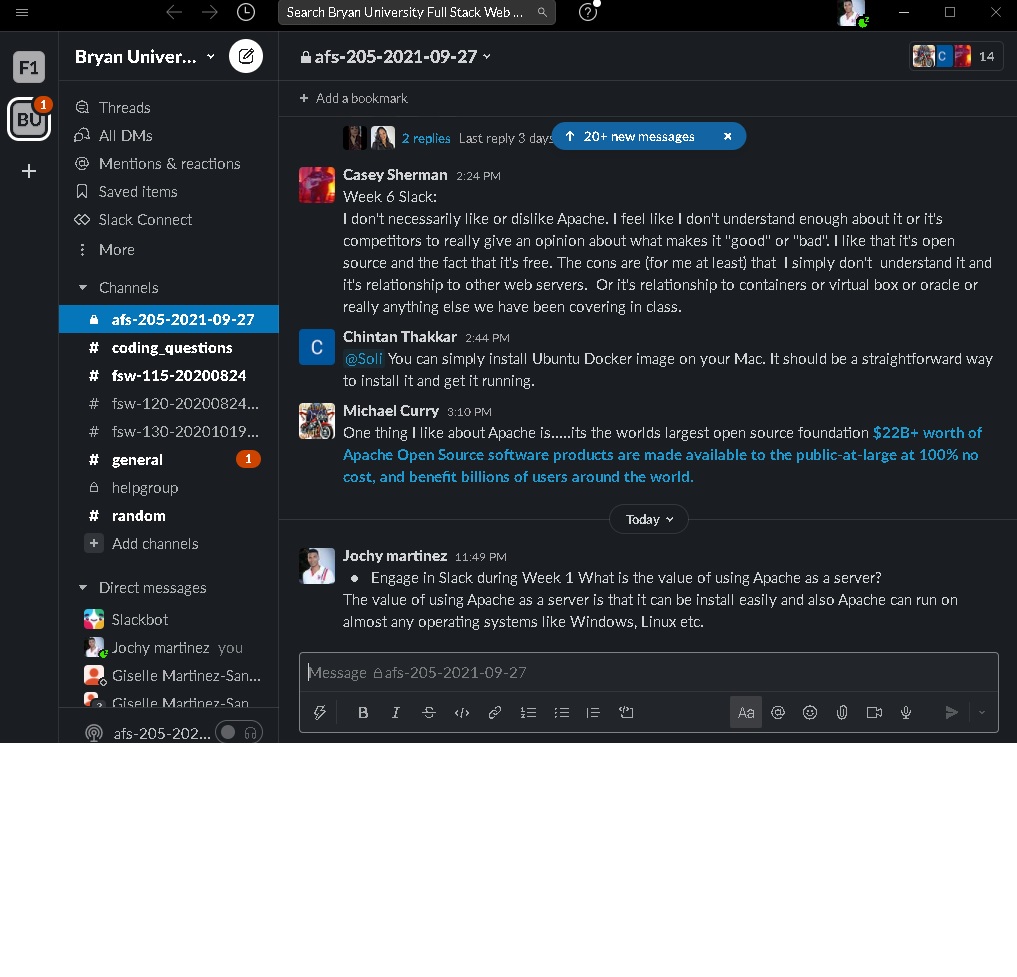 Search Bryan University Full Stack Web ...
F1
Bryan Univer...
afs-205-2021-09-27
C
14
BU
1
Add a bookmark
Threads
All DMs
Mentions & reactions
Saved items
Slack Connect
More
Channels
afs-205-2021-09-27
coding_questions
fsw-115-20200824
fsw-120-20200824...
fsw-130-20201019...
general
1
helpgroup
random
Add channels
Direct messages
Slackbot
Jochy martinez you
Giselle Martinez-San...
Giselle Martinez-San
afs-205-202...
2 replies Last reply 3 days
20+ new messages
Casey Sherman 2:24 PM
Week 6 Slack:
I don't necessarily like or dislike Apache. I feel like I don't understand enough about it or it's
competitors to really give an opinion about what makes it "good" or "bad". I like that it's open
source and the fact that it's free. The cons are (for me at least) that I simply don't understand it and
it's relationship to other web servers. Or it's relationship to containers or virtual box or oracle or
really anything else we have been covering in class.
C
Chintan Thakkar 2:44 PM
@Soli You can simply install Ubuntu Docker image on your Mac. It should be a straightforward way
to install it and get it running.
Michael Curry 3:10 PM
One thing I like about Apache is.....its the worlds largest open source foundation $22B+ worth of
Apache Open Source software products are made available to the public-at-large at 100% no
cost, and benefit billions of users around the world.
Today
Jochy martinez 11:49 PM
• Engage in Slack during Week 1 What is the value of using Apache as a server?
The value of using Apache as a server is that it can be install easily and also Apache can run on
almost any operating systems like Windows, Linux etc.
Message afs-205-2021-09-27
B I S </> Aa @